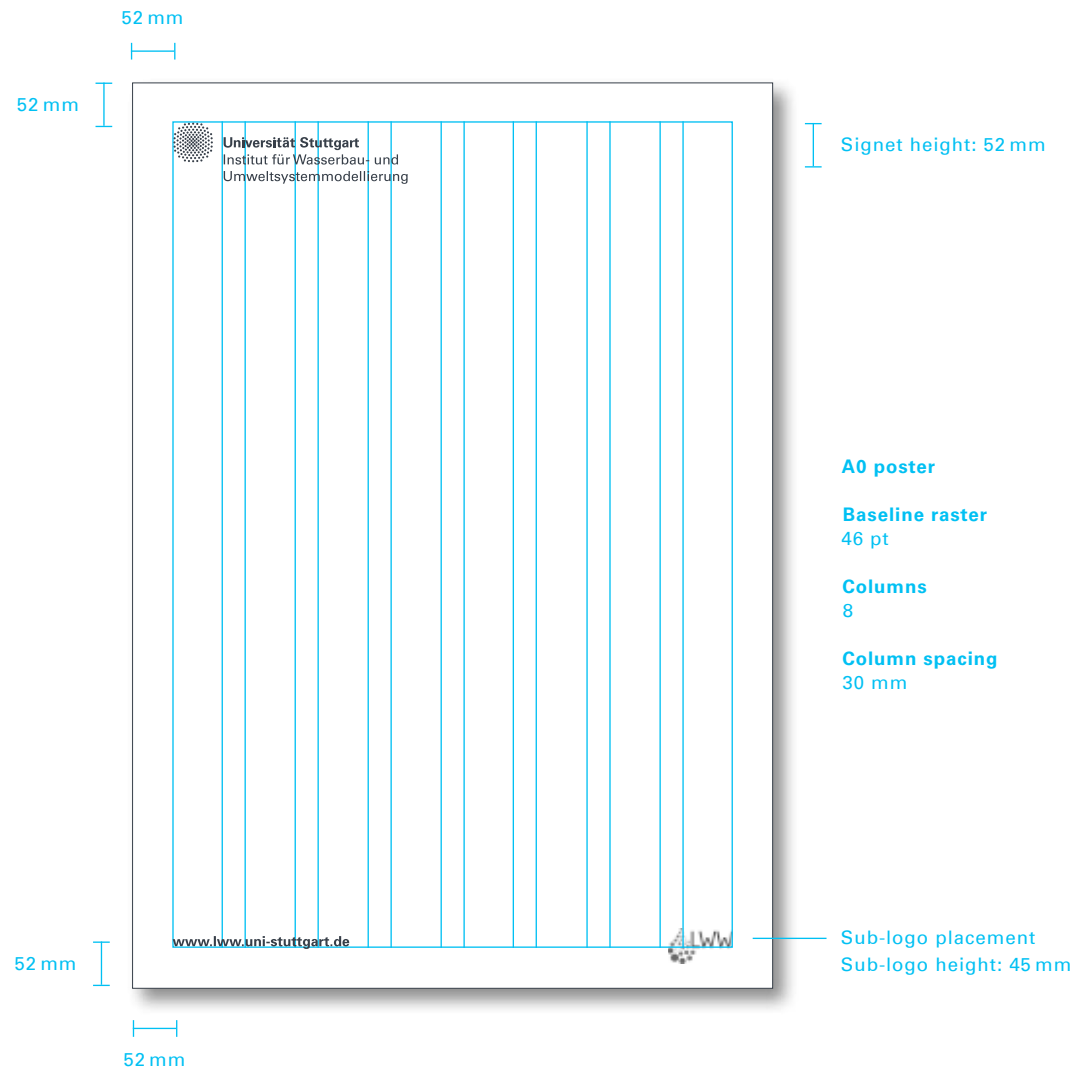 52 mm
52 mm
Universität Stuttgart
Institut für Wasserbau- und
Umweltsystemmodellierung
Signet height: 52 mm
A0 poster
Baseline raster
46 pt
Columns
8
Column spacing
30 mm
www.lww.uni-stuttgart.de
LWW
Sub-logo placement
Sub-logo height: 45 mm
52 mm
52 mm